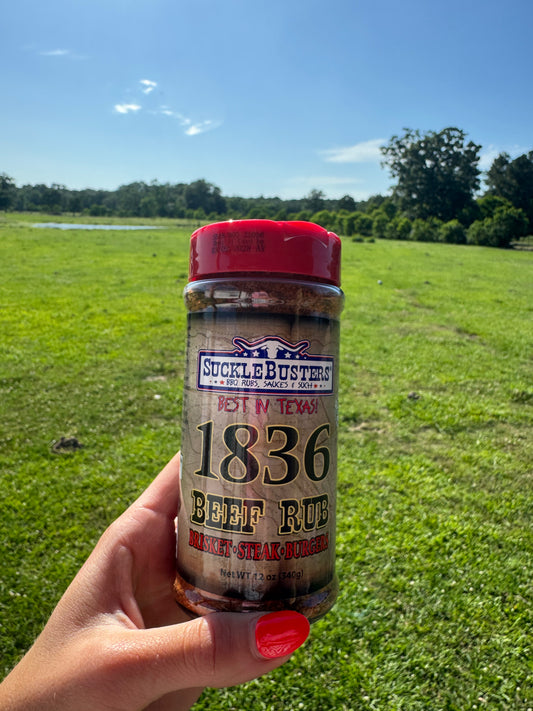 SUCKLEBUSTERS®
BBQ RUBS, SAUCES & SUCH
BEST IN TEXAS!
1836
BEEF RUB
BRISKET • STEAK • BURGERS
Net WT 12 oz (340g)